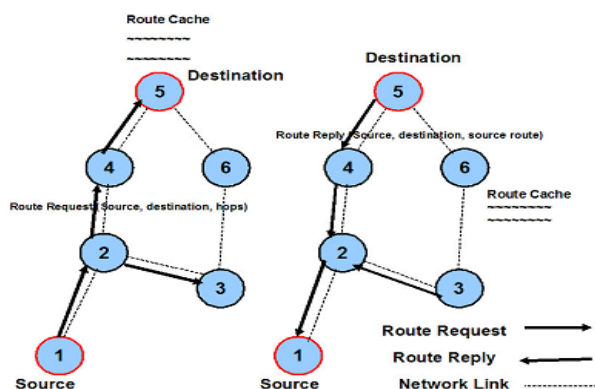 Route Cache
~~~~~~~~
~~~~~~~~
Destination
5
4
6
Route Request(Source, destination, hops)
2
3
1
Source
Destination
5
Route Reply (Source, destination, source route)
4
6
Route Cache
~~~~~~~~
~~~~~~~~
2
3
1
Source
Route Request
Route Reply
Network Link